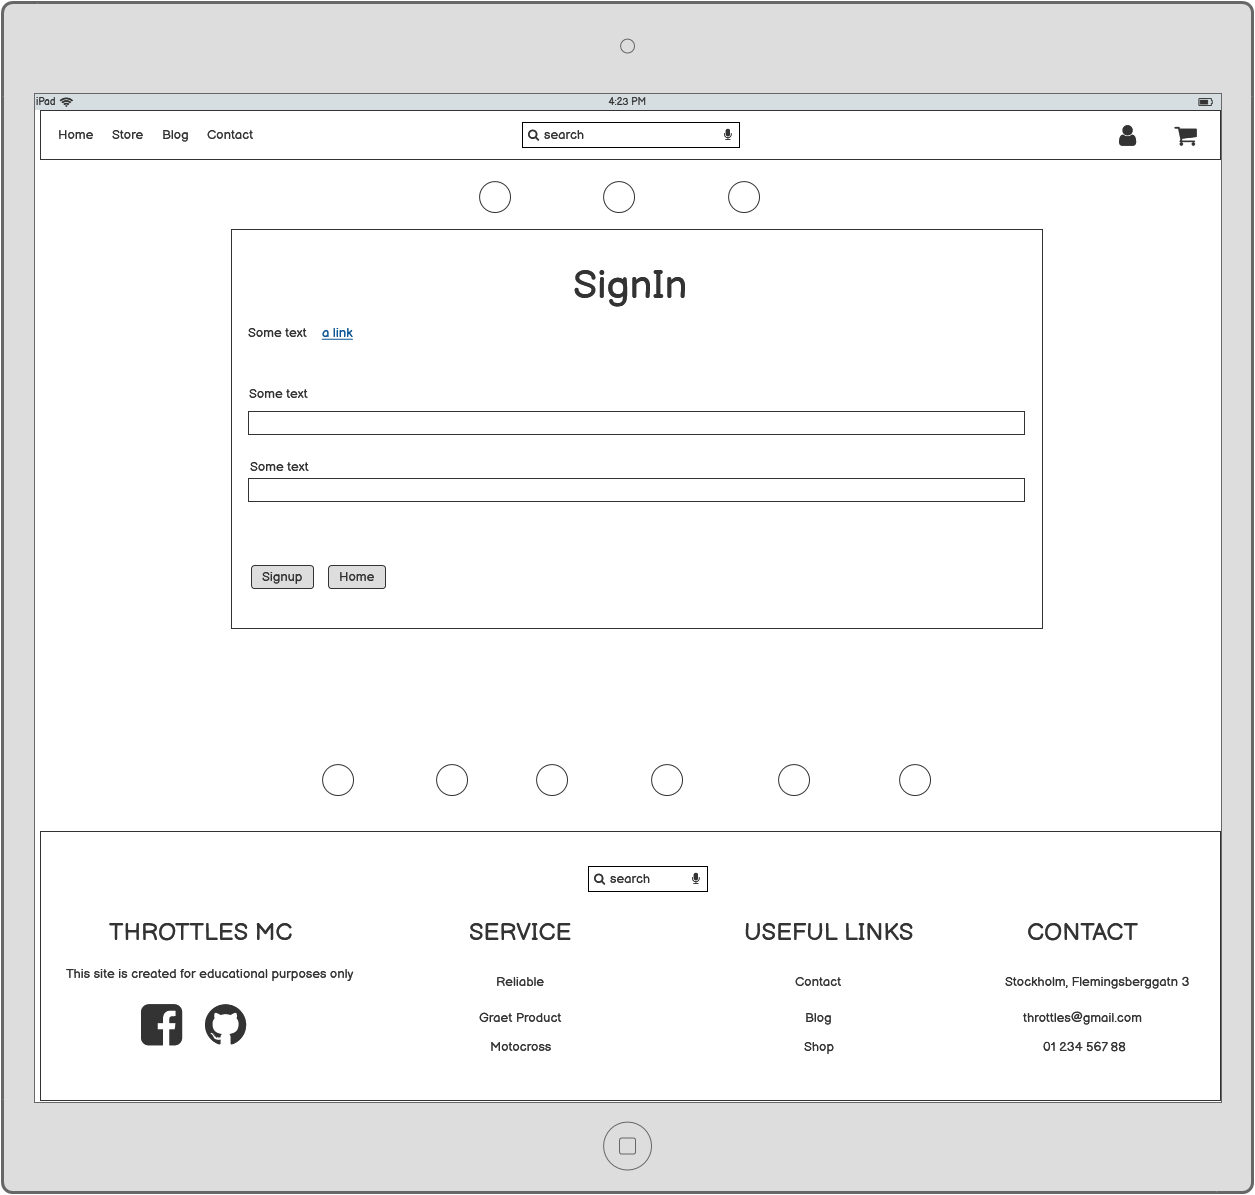 iPad 4:23 PM
Home Store Blog Contact search
SignIn
Some text a link
Some text
Some text
Signup Home
search
THROTTLES MC SERVICE USEFUL LINKS CONTACT
This site is created for educational purposes only
Reliable Contact Stockholm, Flemingsberggatn 3
Graet Product Blog throttles@gmail.com
Motocross Shop 01 234 567 88